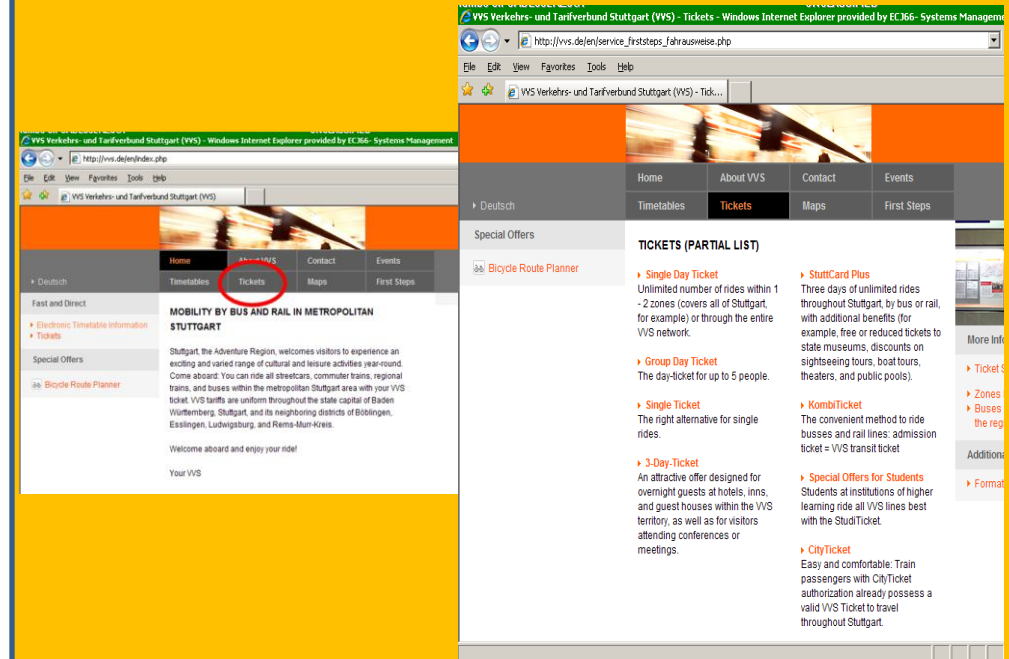 VVS Verkehrs- und Tarifverbund Stuttgart (VVS) - Windows Internet Explorer provided by ECJ66- Systems Management
http://vvs.de/en/index.php
File Edit View Favorites Tools Help
VVS Verkehrs- und Tarifverbund Stuttgart (VVS)
Home About VVS Contact Events
Deutsch Timetables Tickets Maps First Steps
Fast and Direct
Electronic Timetable Information
Tickets
Special Offers
Bicycle Route Planner
MOBILITY BY BUS AND RAIL IN METROPOLITAN
STUTTGART
Stuttgart, the Adventure Region, welcomes visitors to experience an
exciting and varied range of cultural and leisure activities year-round.
Come aboard: You can ride all streetcars, commuter trains, regional
trains, and buses within the metropolitan Stuttgart area with your VVS
ticket. VVS tariffs are uniform throughout the state capital of Baden
Württemberg, Stuttgart, and its neighboring districts of Böblingen,
Esslingen, Ludwigsburg, and Rems-Murr-Kreis.
Welcome aboard and enjoy your ride!
Your VVS
VVS Verkehrs- und Tarifverbund Stuttgart (VVS) - Tickets - Windows Internet Explorer provided by ECJ66- Systems Manageme
http://vvs.de/en/service_firststeps_fahrausweise.php
File Edit View Favorites Tools Help
VVS Verkehrs- und Tarifverbund Stuttgart (VVS) - Tick...
Home About VVS Contact Events
Deutsch Timetables Tickets Maps First Steps
Special Offers
Bicycle Route Planner
TICKETS (PARTIAL LIST)
Single Day Ticket
Unlimited number of rides within 1
- 2 zones (covers all of Stuttgart,
for example) or through the entire
VVS network.
Group Day Ticket
The day-ticket for up to 5 people.
Single Ticket
The right alternative for single
rides.
3-Day-Ticket
An attractive offer designed for
overnight guests at hotels, inns,
and guest houses within the VVS
territory, as well as for visitors
attending conferences or
meetings.
StuttCard Plus
Three days of unlimited rides
throughout Stuttgart, by bus or rail,
with additional benefits (for
example, free or reduced tickets to
state museums, discounts on
sightseeing tours, boat tours,
theaters, and public pools).
KombiTicket
The convenient method to ride
busses and rail lines: admission
ticket = VVS transit ticket
Special Offers for Students
Students at institutions of higher
learning ride all VVS lines best
with the StudiTicket.
CityTicket
Easy and comfortable: Train
passengers with CityTicket
authorization already possess a
valid VVS Ticket to travel
throughout Stuttgart.
More Info
Ticket S
Zones
Buses
the reg
Additiona
Format